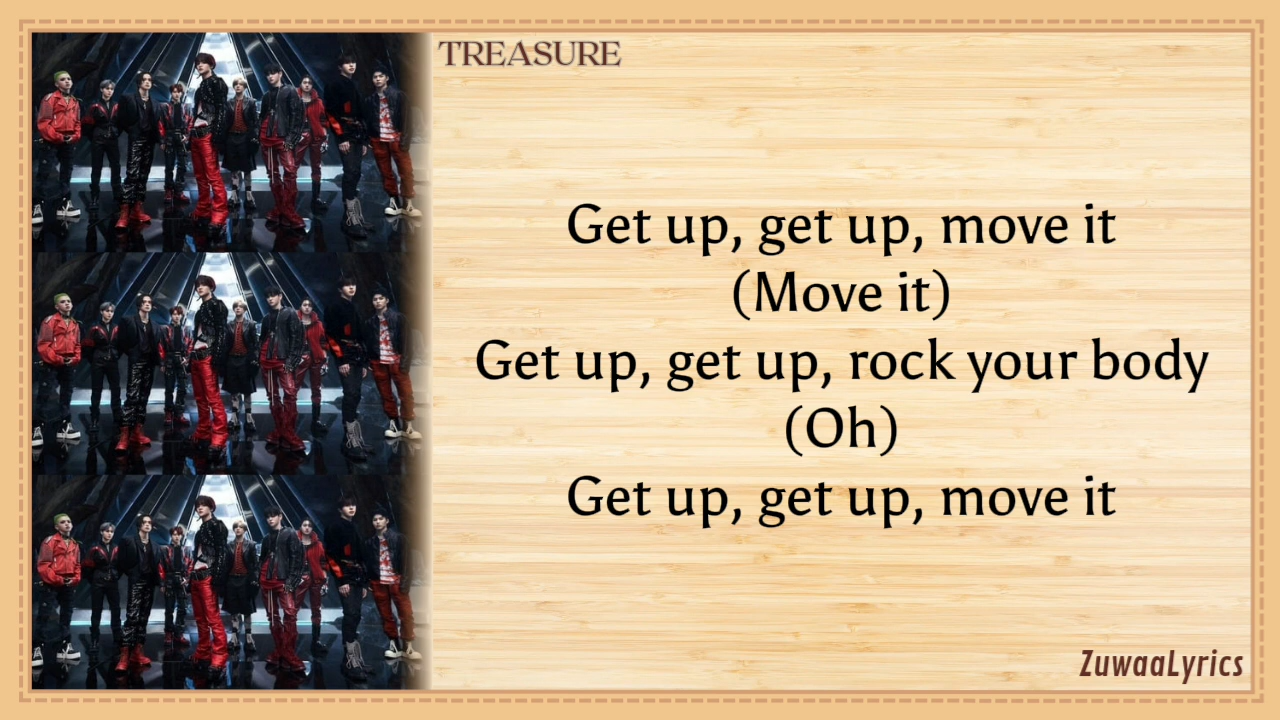 TREASURE
Get up, get up, move it
(Move it)
Get up, get up, rock your body
(Oh)
Get up, get up, move it
ZuwaaLyrics